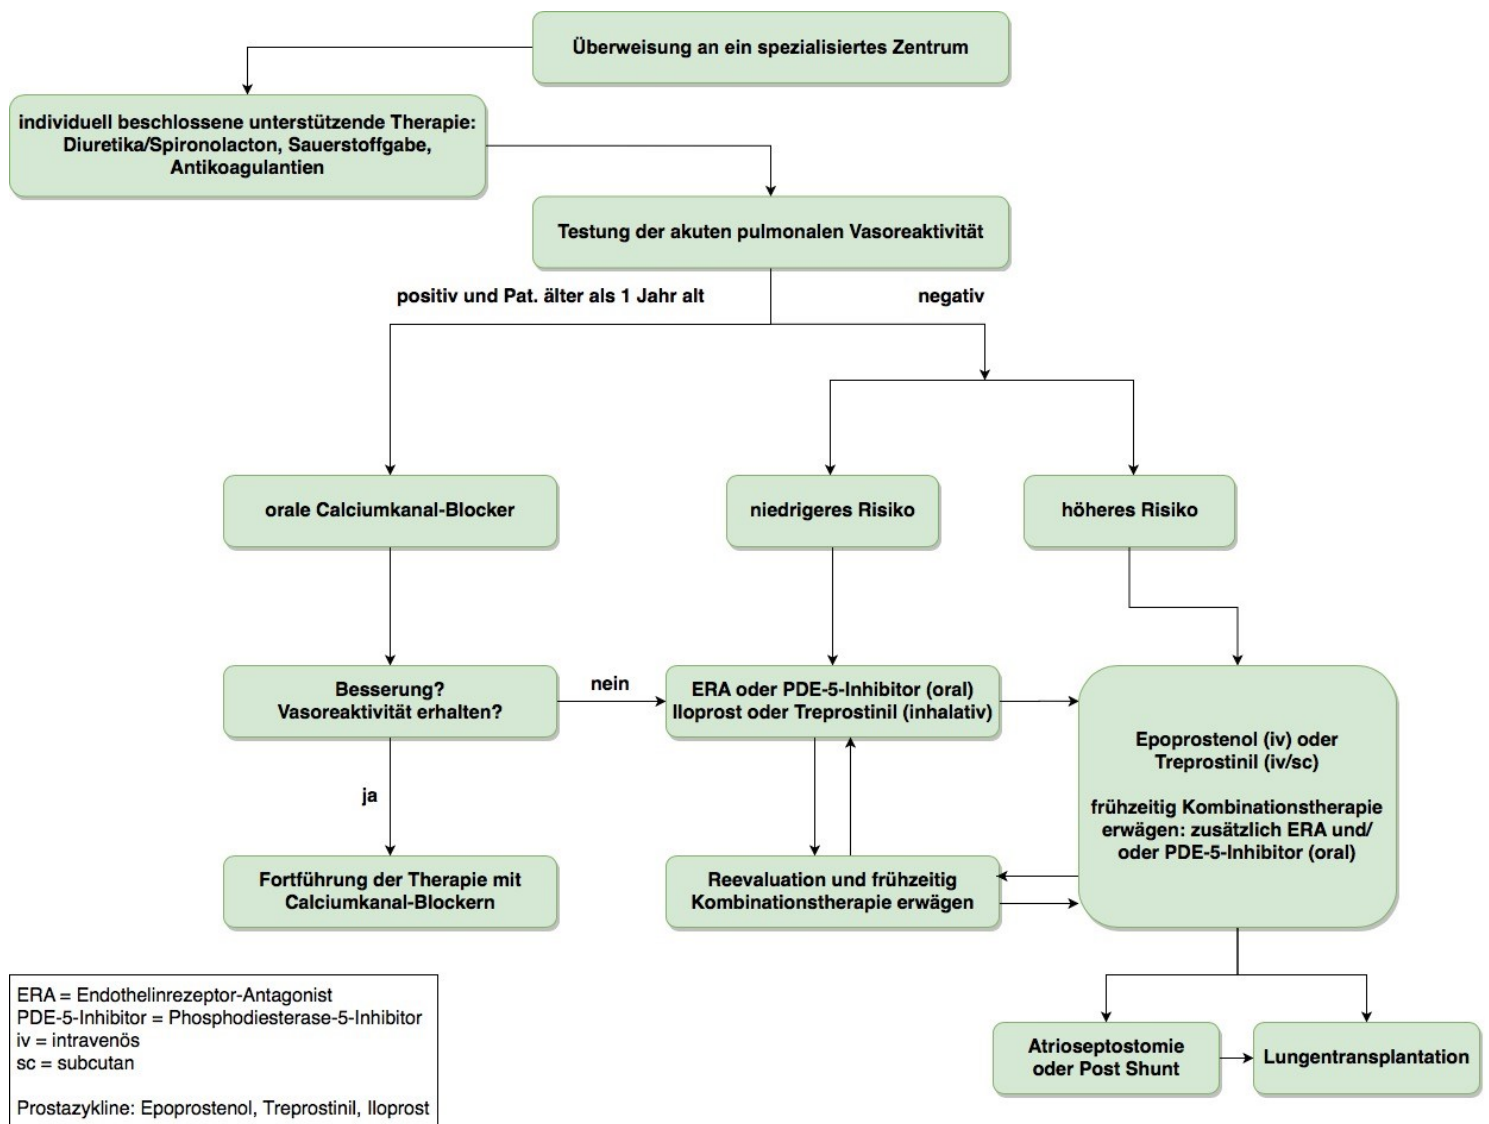 Überweisung an ein spezialisiertes Zentrum
individuell beschlossene unterstützende Therapie:
Diuretika/Spironolacton, Sauerstoffgabe,
Antikoagulantien
Testung der akuten pulmonalen Vasoreaktivität
positiv und Pat. älter als 1 Jahr alt
negativ
orale Calciumkanal-Blocker
niedrigeres Risiko
höheres Risiko
Besserung?
Vasoreaktivität erhalten?
nein
ERA oder PDE-5-Inhibitor (oral)
Iloprost oder Treprostinil (inhalativ)
Epoprostenol (iv) oder
Treprostinil (iv/sc)
frühzeitig Kombinationstherapie
erwägen: zusätzlich ERA und/
oder PDE-5-Inhibitor (oral)
ja
Fortführung der Therapie mit
Calciumkanal-Blockern
Reevaluation und frühzeitig
Kombinationstherapie erwägen
ERA = Endothelinrezeptor-Antagonist
PDE-5-Inhibitor = Phosphodiesterase-5-Inhibitor
iv = intravenös
sc = subcutan
Prostazykline: Epoprostenol, Treprostinil, Iloprost
Atrioseptostomie
oder Post Shunt
Lungentransplantation